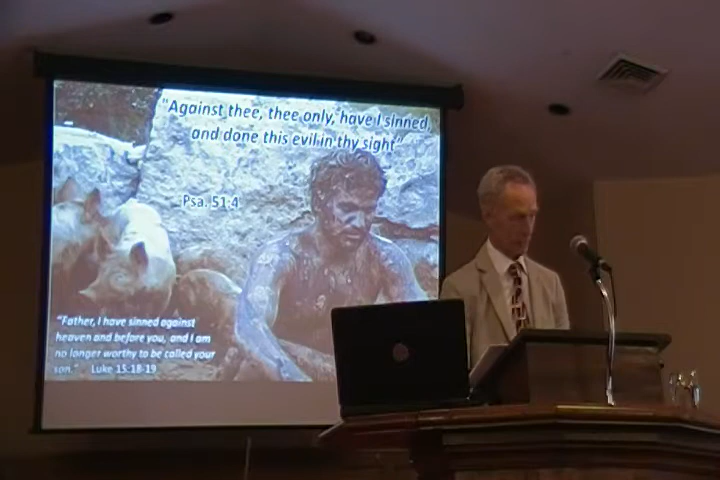 "Against thee, thee only, have I sinned,
and done this evil in thy sight"
Psa. 51:4
"Father, I have sinned against
heaven and before you, and I am
no longer worthy to be called your
son." Luke 15:18-19